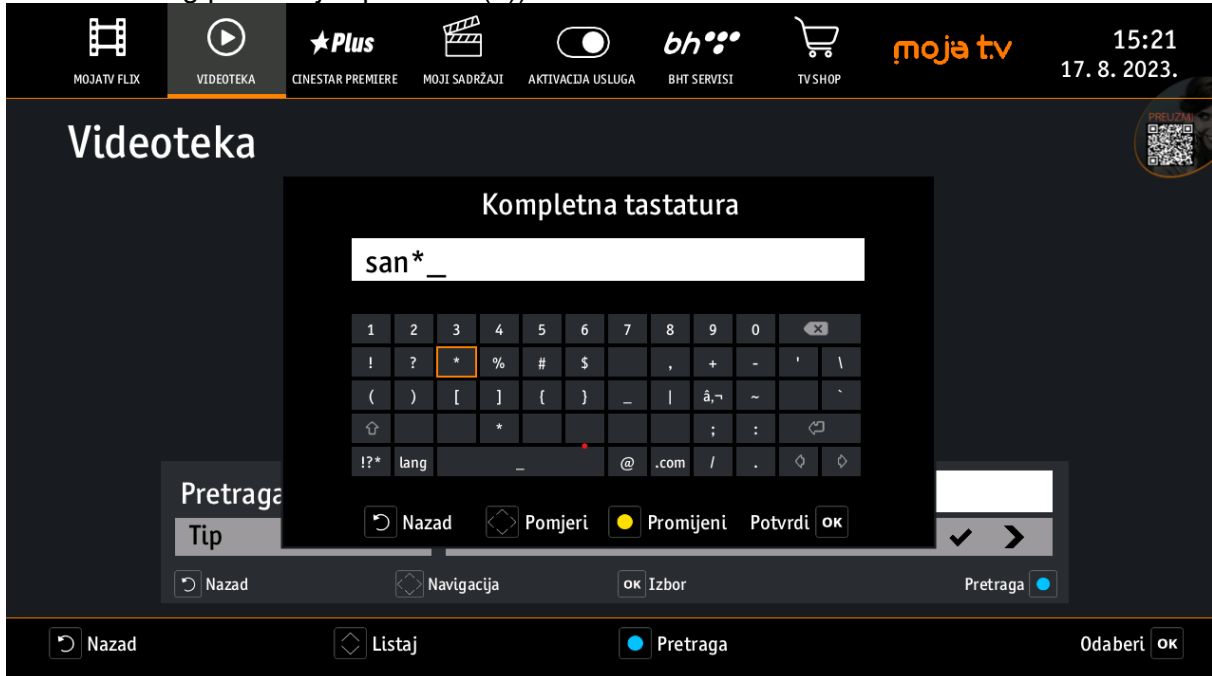 ★Plus bh moja tv 15:21
MOJATV FLIX VIDEOTEKA CINESTAR PREMIERE MOJI SADRŽAJI AKTIVACIJA USLUGA BHT SERVISI TV SHOP 17. 8. 2023.
PREUZMI
Videoteka
Kompletna tastatura
san*_
1 2 3 4 5 6 7 8 9 0
! ? * % # $ , + - ' \
( ) [ ] { } _ | â‚¬ ~ `
* ; :
!?* lang _ @ .com / .
Nazad Pomjeri Promijeni Potvrdi OK
Pretraga
Tip
Nazad Navigacija OK Izbor Pretraga
Nazad Listaj Pretraga Odaberi OK